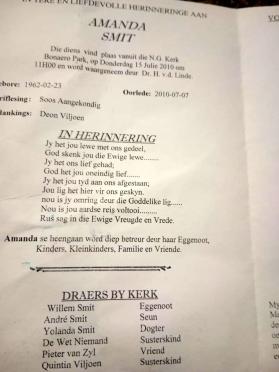 TERE EN LIEFDEVOLLE HERINNERINGE AAN
AMANDA
SMIT
Die diens vind plaas vanuit die N.G. Kerk
Bonaero Park, op Donderdag 15 Julie 2010 om
11H00 en word waargeneem deur Dr. H. v.d. Linde.
ebore: 1962-02-23 Oorlede: 2010-07-07
riflesing: Soos Aangekondig
ankings: Deon Viljoen
IN HERINNERING
Jy het jou lewe met ons gedeel,
God skenk jou die Ewige lewe........
Jy het ons lief gehad;
God het jou oneindig lief.......
Jy het jou tyd aan ons afgestaan;
Jou lig het hier vir ons geskyn.
nou is jy omring deur die Goddelike lig......
Nou is jou aardse reis voltooi.........
Rus sag in die Ewige Vreugde en Vrede.
Amanda se heengaan word diep betreur deur haar Eggenoot,
Kinders, Kleinkinders, Familie en Vriende.
DRAERS BY KERK
Willem Smit Eggenoot
André Smit Seun
Yolanda Smit Dogter
De Wet Niemand Susterskind
Pieter van Zyl Vriend
Quintin Viljoen Susterskind